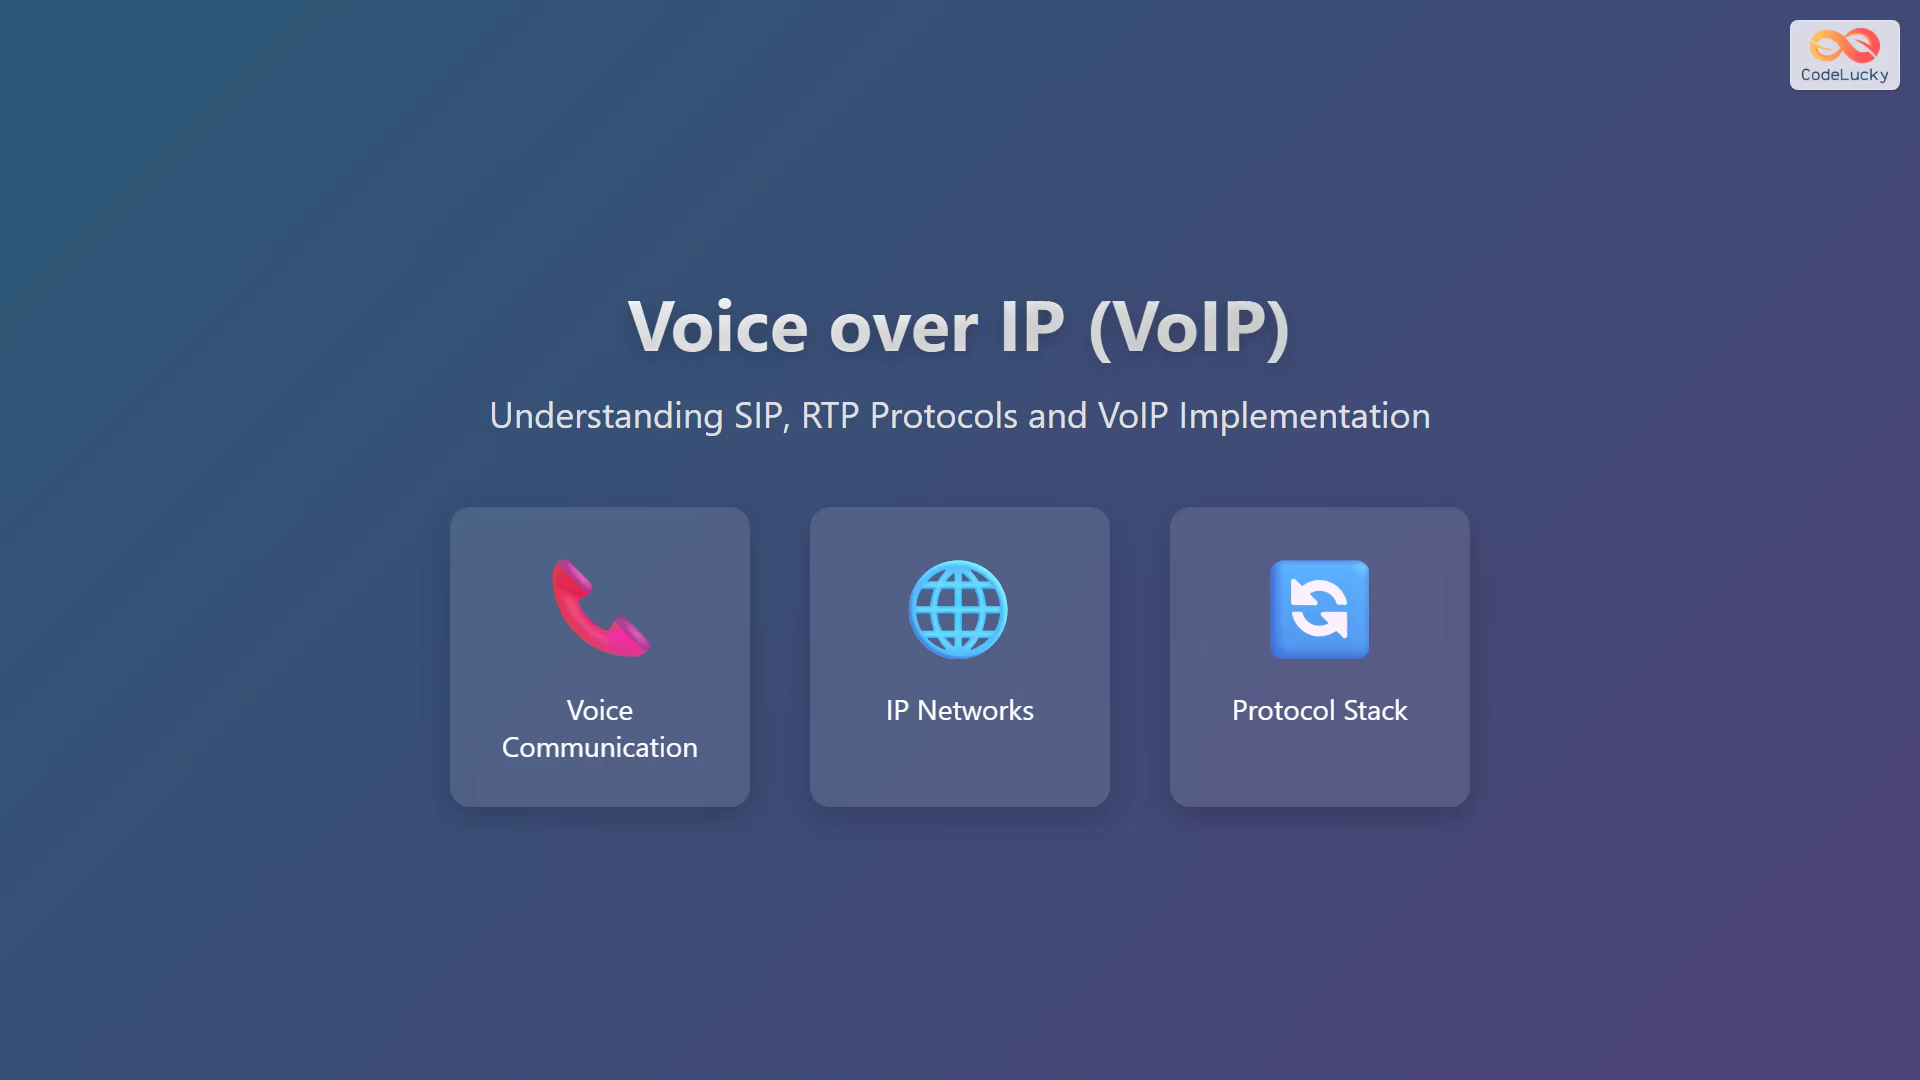 CodeLucky
Voice over IP (VoIP)
Understanding SIP, RTP Protocols and VoIP Implementation
Voice
Communication
IP Networks
Protocol Stack